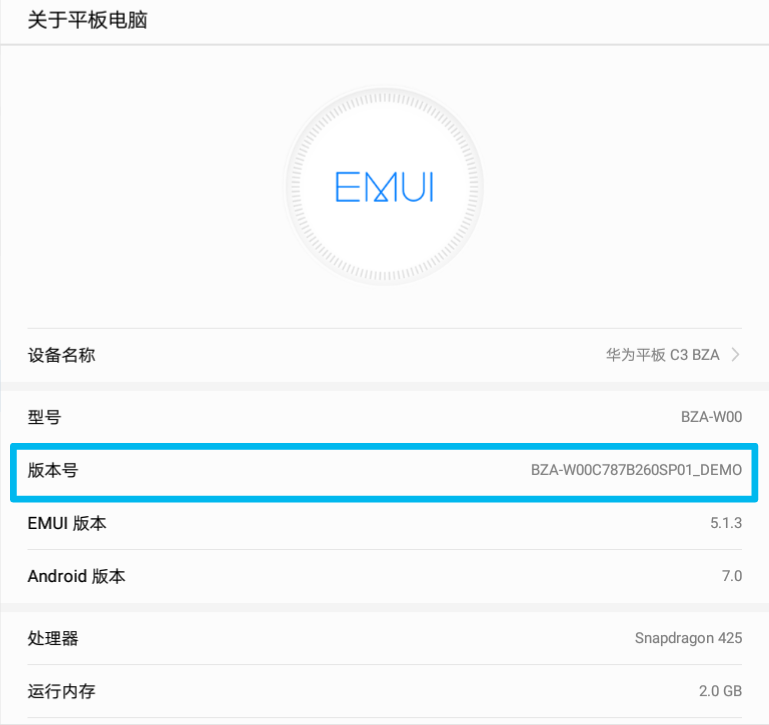 关于平板电脑
EMUI
设备名称 华为平板 C3 BZA
型号 BZA-W00
版本号 BZA-W00C787B260SP01_DEMO
EMUI 版本 5.1.3
Android 版本 7.0
处理器 Snapdragon 425
运行内存 2.0 GB